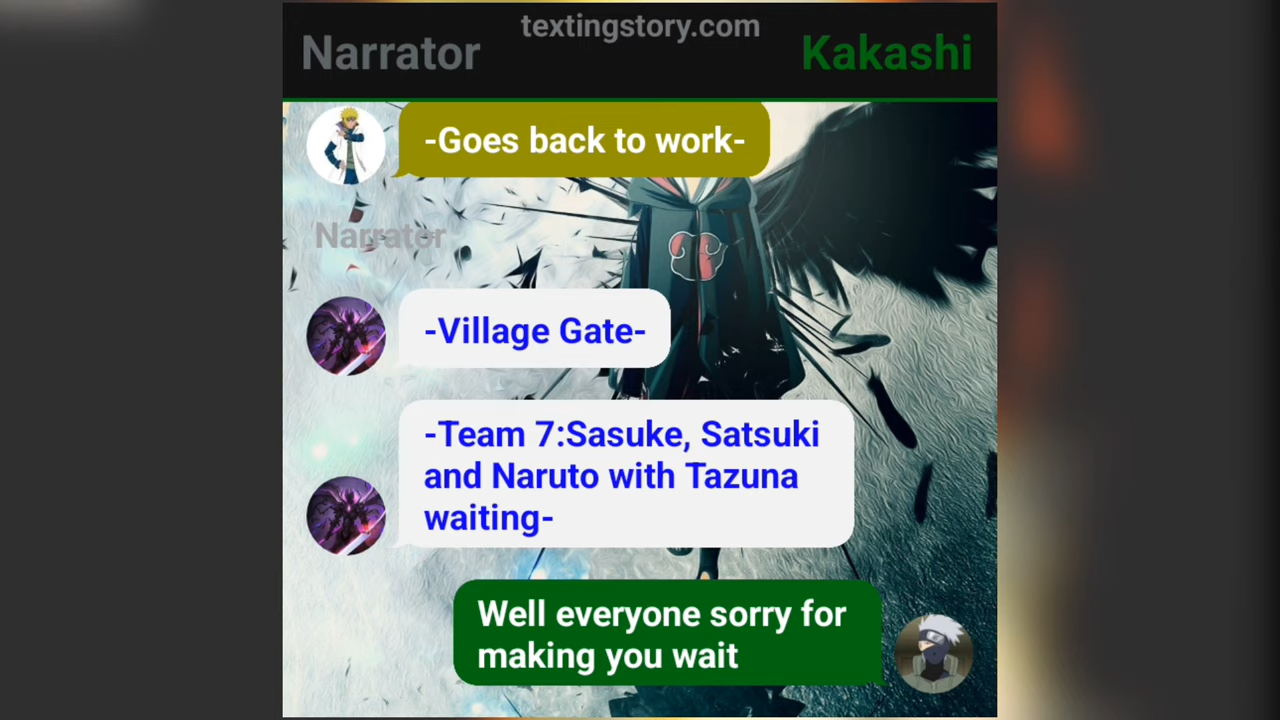 textingstory.com
Narrator
Kakashi
-Goes back to work-
Narrator
-Village Gate-
-Team 7:Sasuke, Satsuki
and Naruto with Tazuna
waiting-
Well everyone sorry for
making you wait